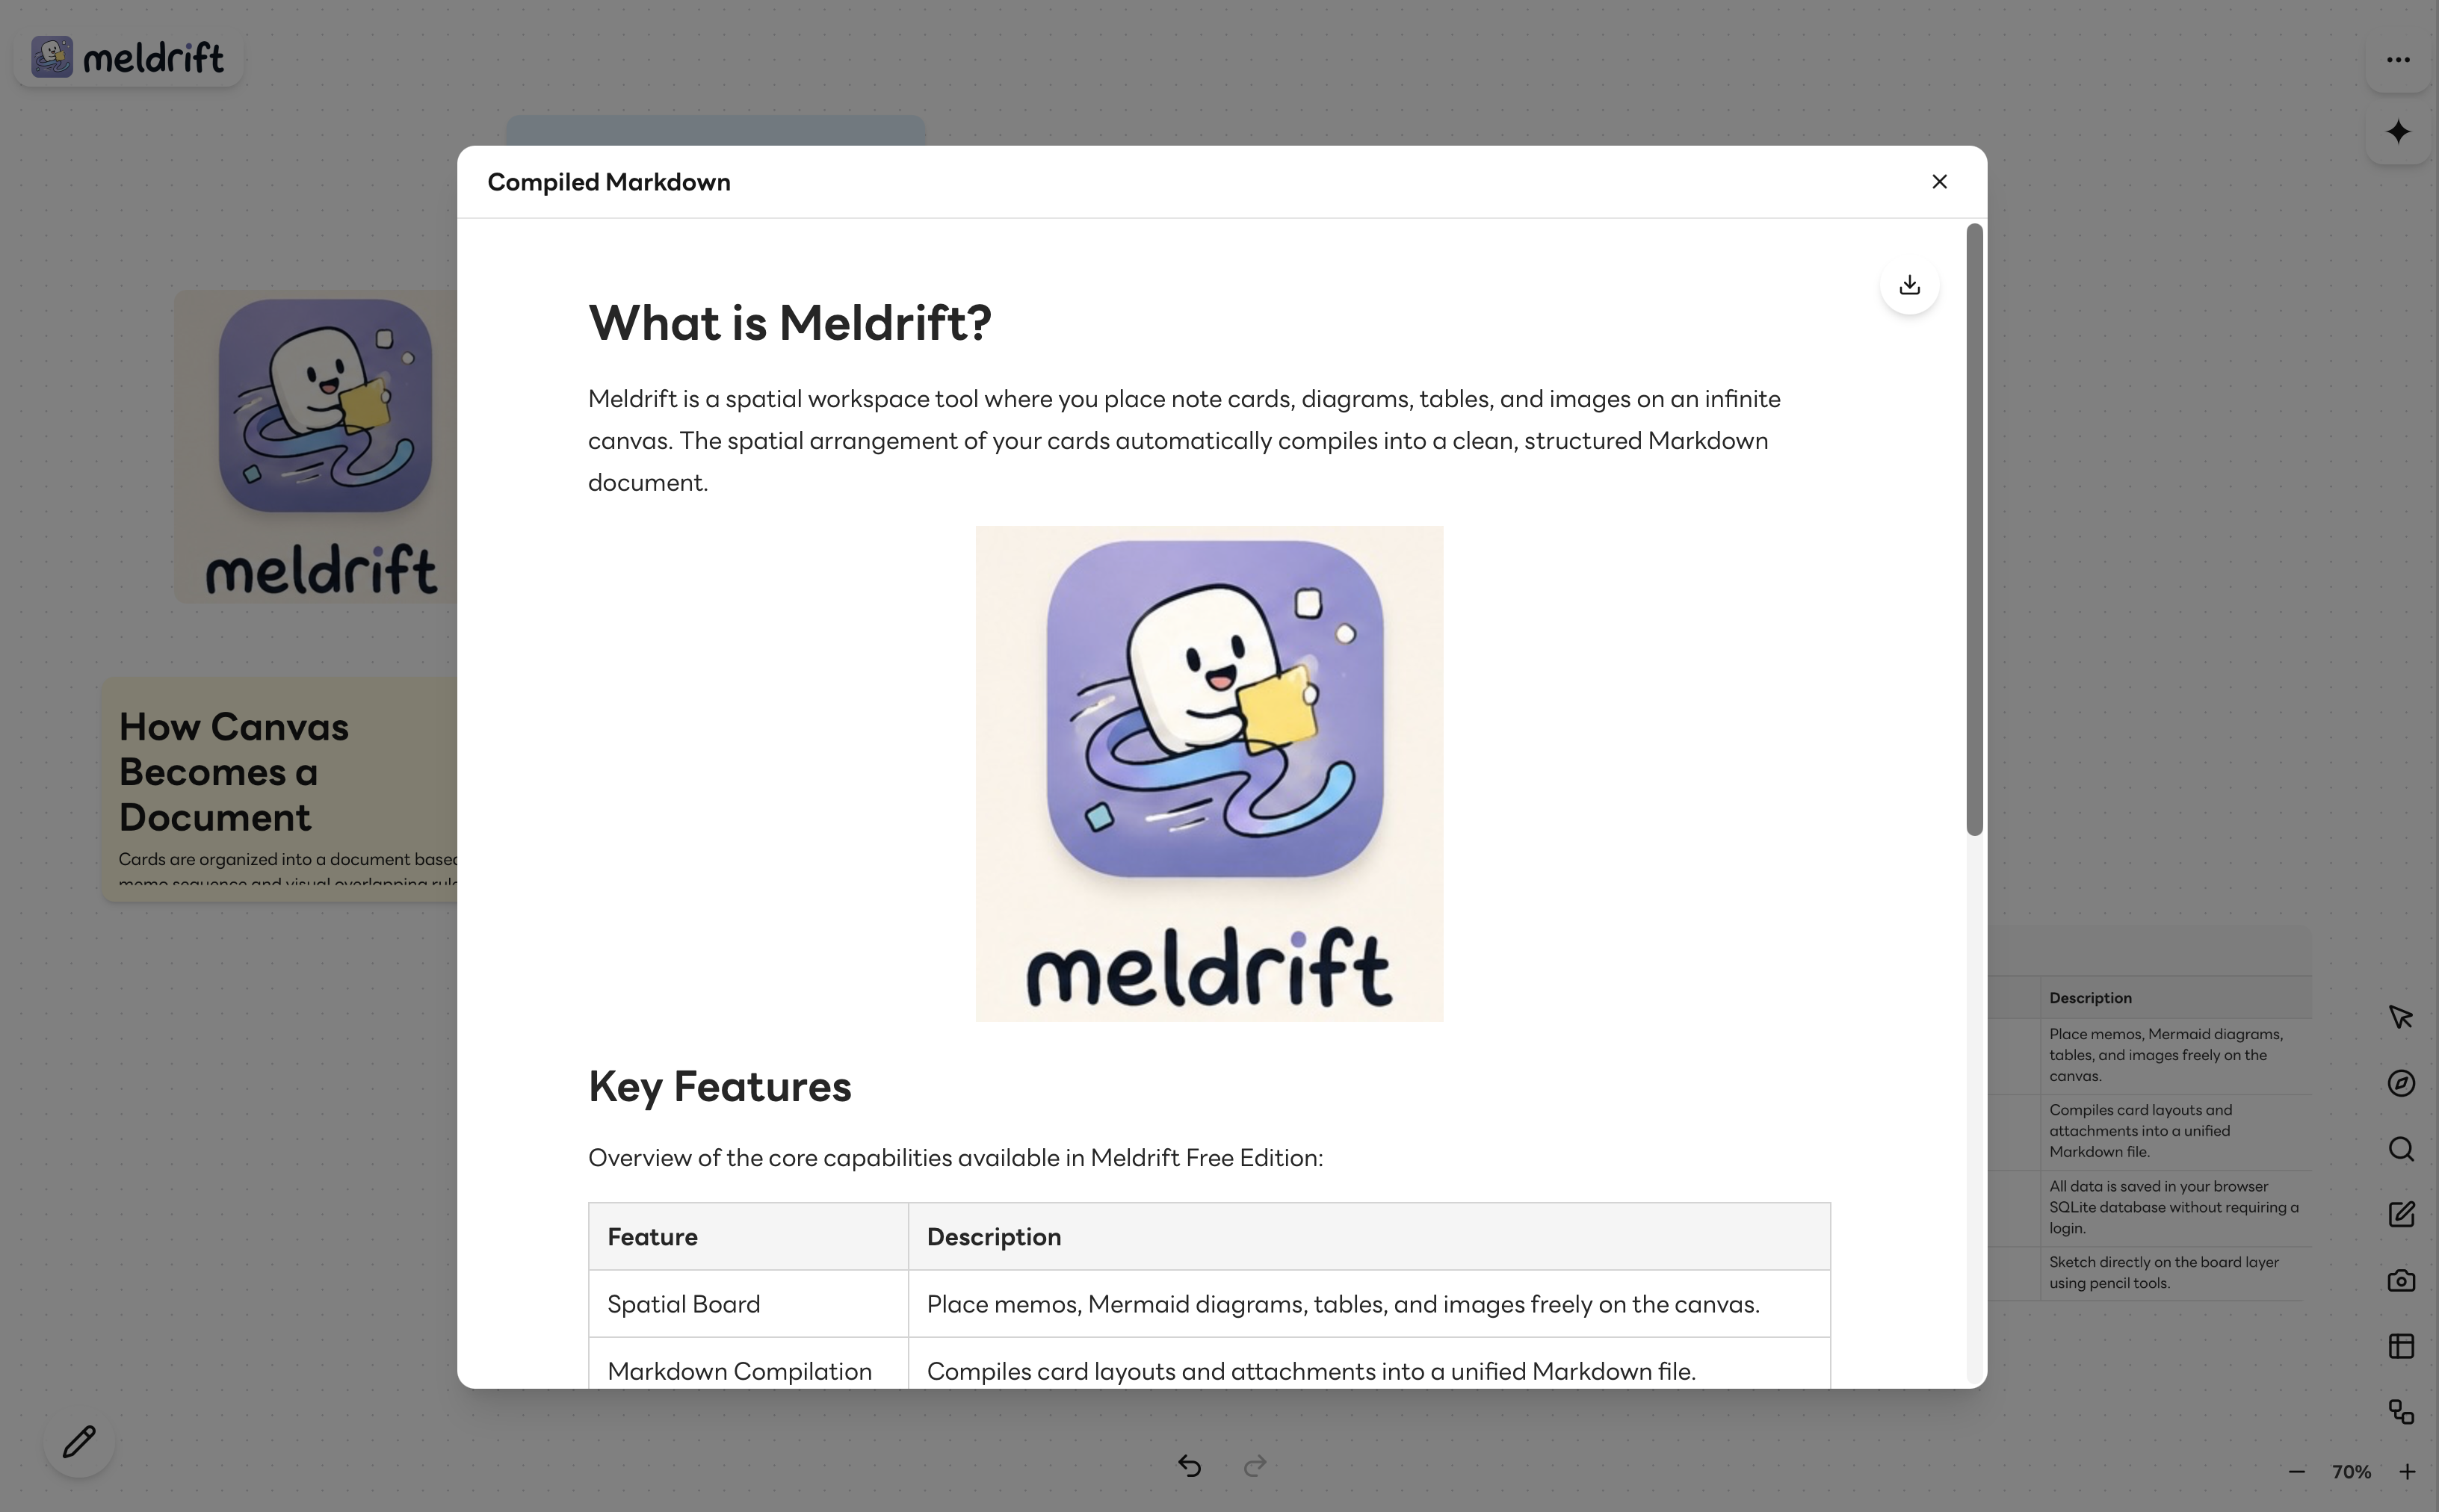 meldrift
Compiled Markdown
What is Meldrift?
Meldrift is a spatial workspace tool where you place note cards, diagrams, tables, and images on an infinite
canvas. The spatial arrangement of your cards automatically compiles into a clean, structured Markdown
document.
meldrift
Key Features
Overview of the core capabilities available in Meldrift Free Edition:
Feature Description
Spatial Board Place memos, Mermaid diagrams, tables, and images freely on the canvas.
Markdown Compilation Compiles card layouts and attachments into a unified Markdown file.
meldrift
How Canvas
Becomes a
Document
Cards are organized into a document based
memo sequence and visual overlapping
Description
Place memos, Mermaid diagrams,
tables, and images freely on the
canvas.
Compiles card layouts and
attachments into a unified
Markdown file.
All data is saved in your browser
SQLite database without requiring a
login.
Sketch directly on the board layer
using pencil tools.
70%